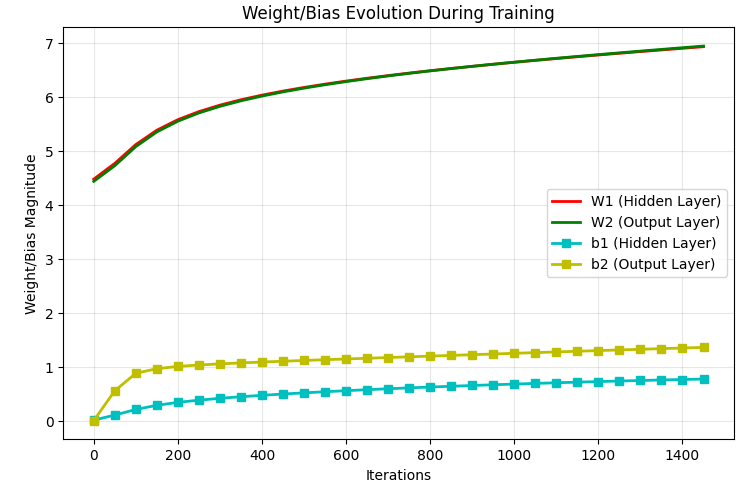 Weight/Bias Evolution During Training
Weight/Bias Magnitude
7
6
5
4
3
2
1
0
W1 (Hidden Layer)
W2 (Output Layer)
b1 (Hidden Layer)
b2 (Output Layer)
0 200 400 600 800 1000 1200 1400
Iterations